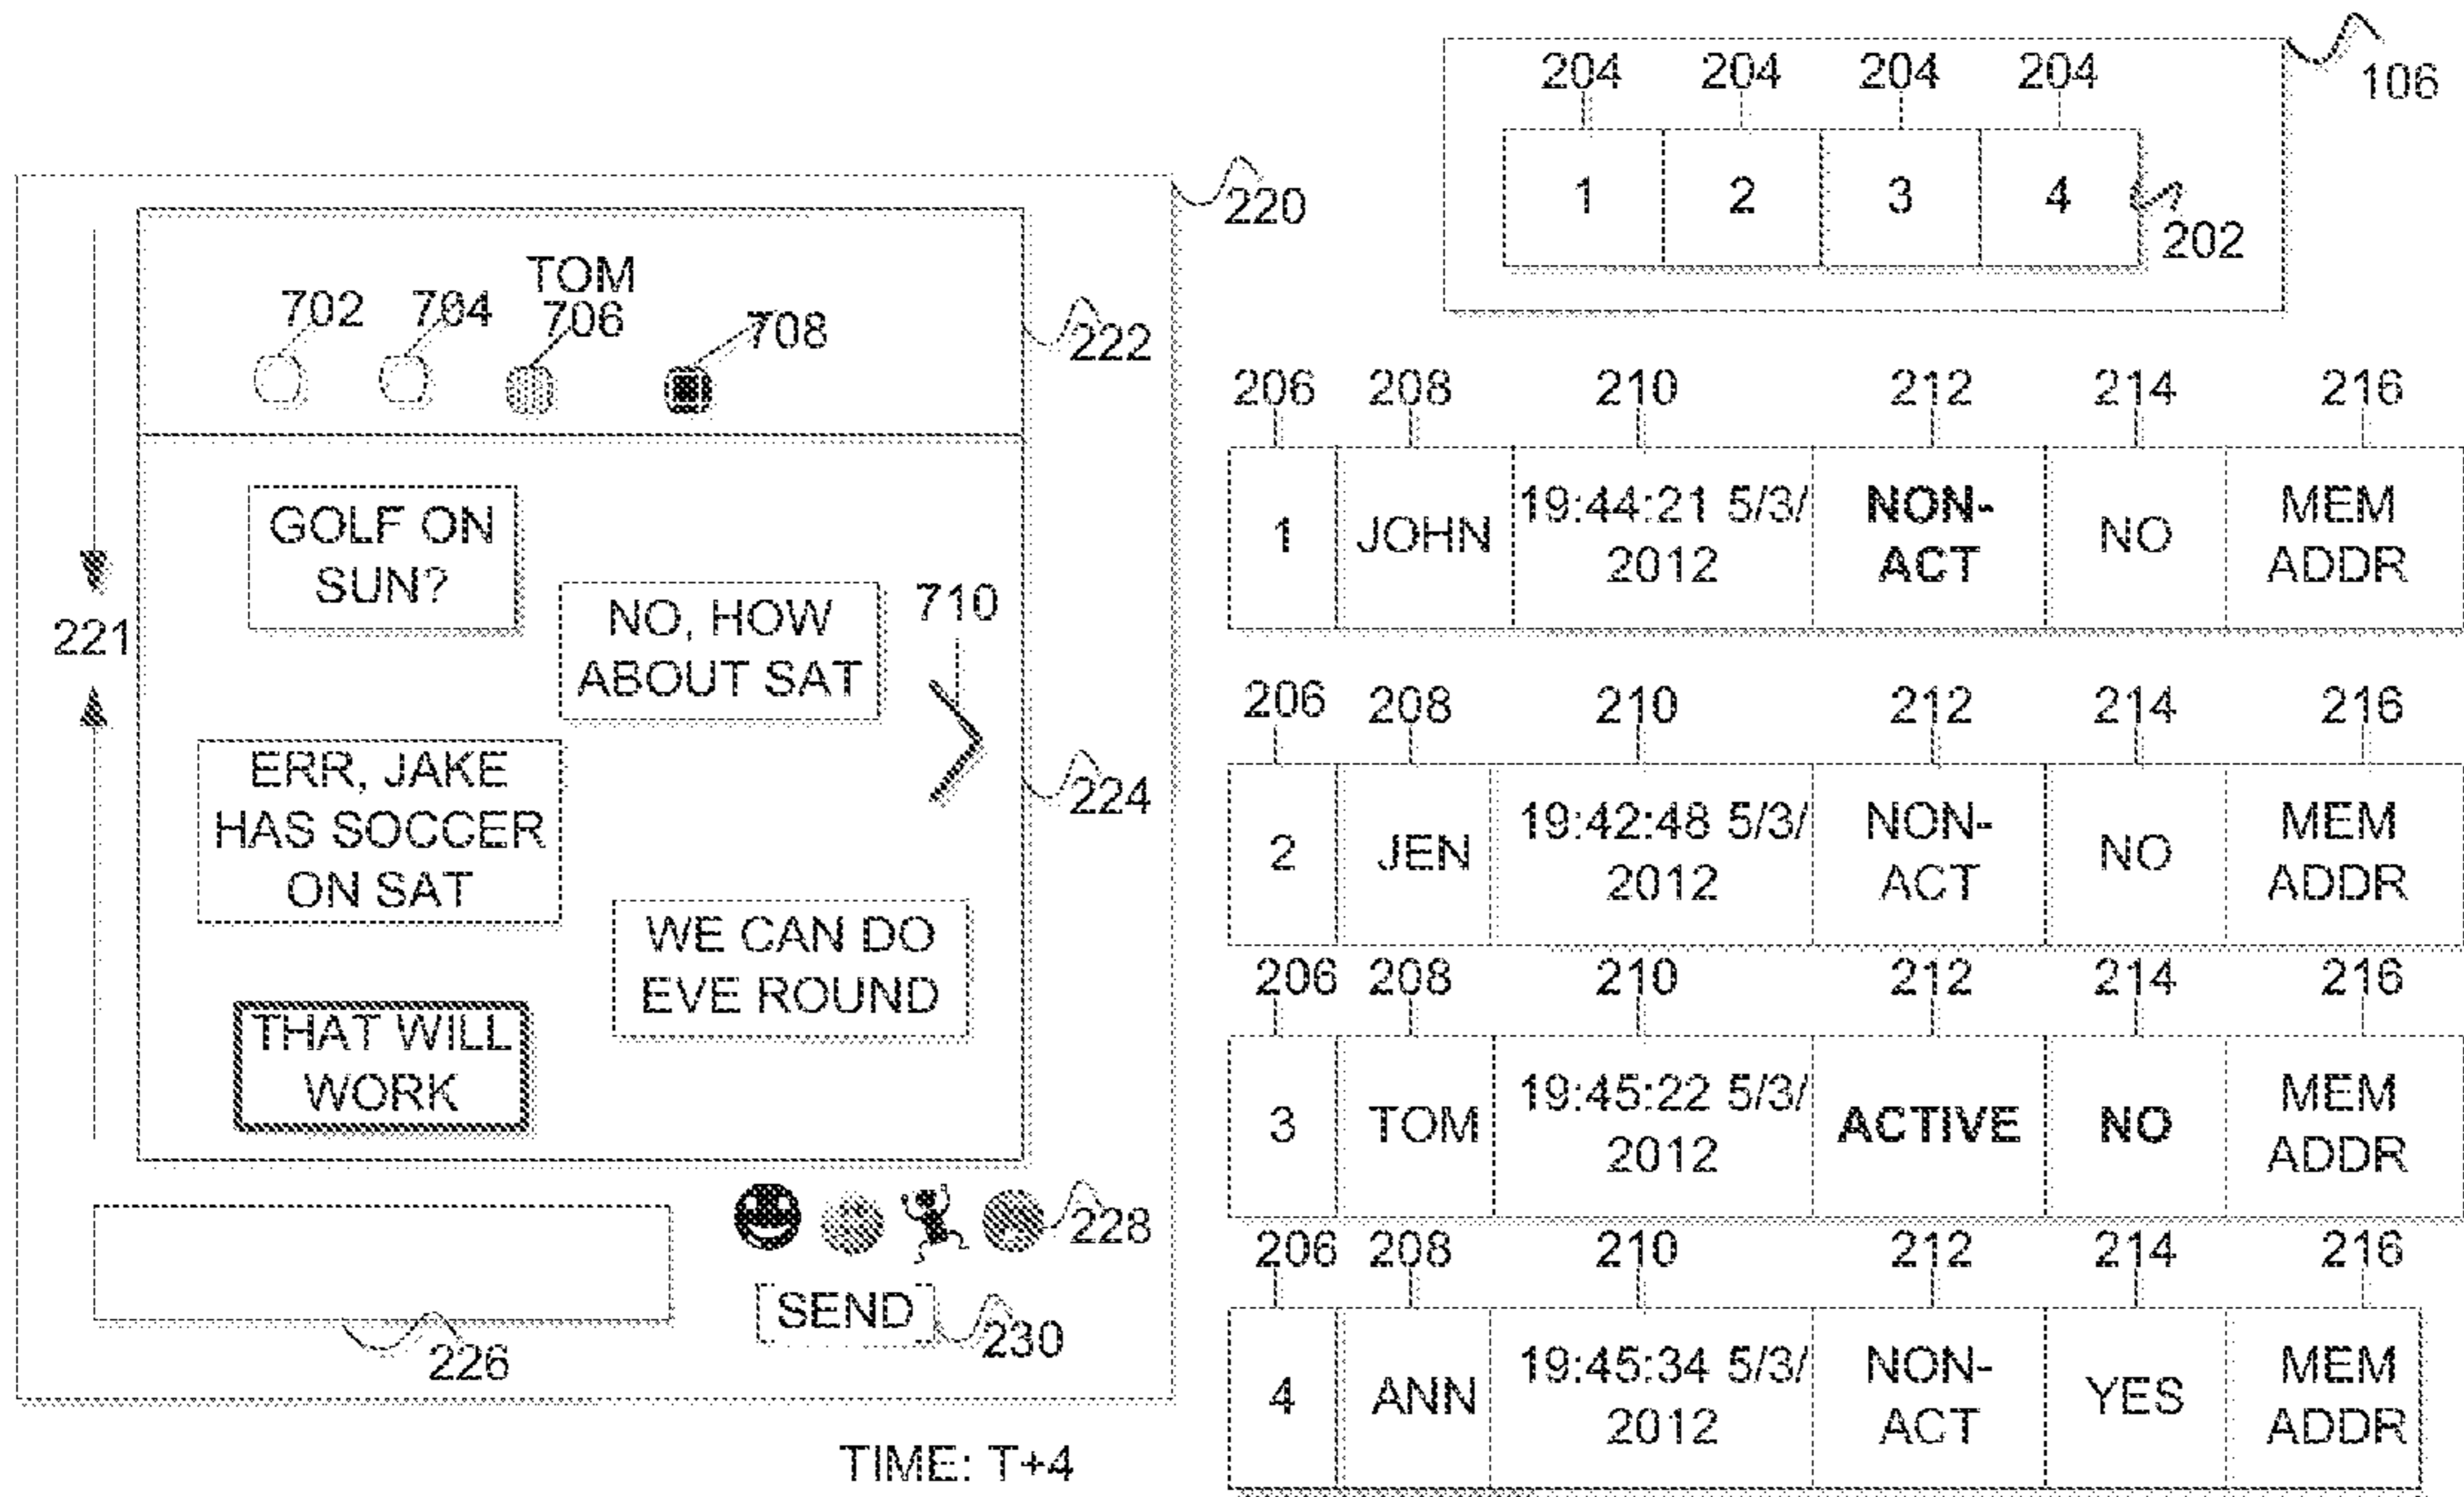 204 204 204 204
106
1 2 3 4
202
220
TOM
702 704 706 708
222
GOLF ON
SUN?
NO, HOW
ABOUT SAT
710
221
ERR, JAKE
HAS SOCCER
ON SAT
224
WE CAN DO
EVE ROUND
THAT WILL
WORK
228
SEND
230
226
TIME: T+4
206 208 210 212 214 216
1 JOHN 19:44:21 5/3/
2012 NON-
ACT NO MEM
ADDR
206 208 210 212 214 216
2 JEN 19:42:48 5/3/
2012 NON-
ACT NO MEM
ADDR
206 208 210 212 214 216
3 TOM 19:45:22 5/3/
2012 ACTIVE NO MEM
ADDR
206 208 210 212 214 216
4 ANN 19:45:34 5/3/
2012 NON-
ACT YES MEM
ADDR